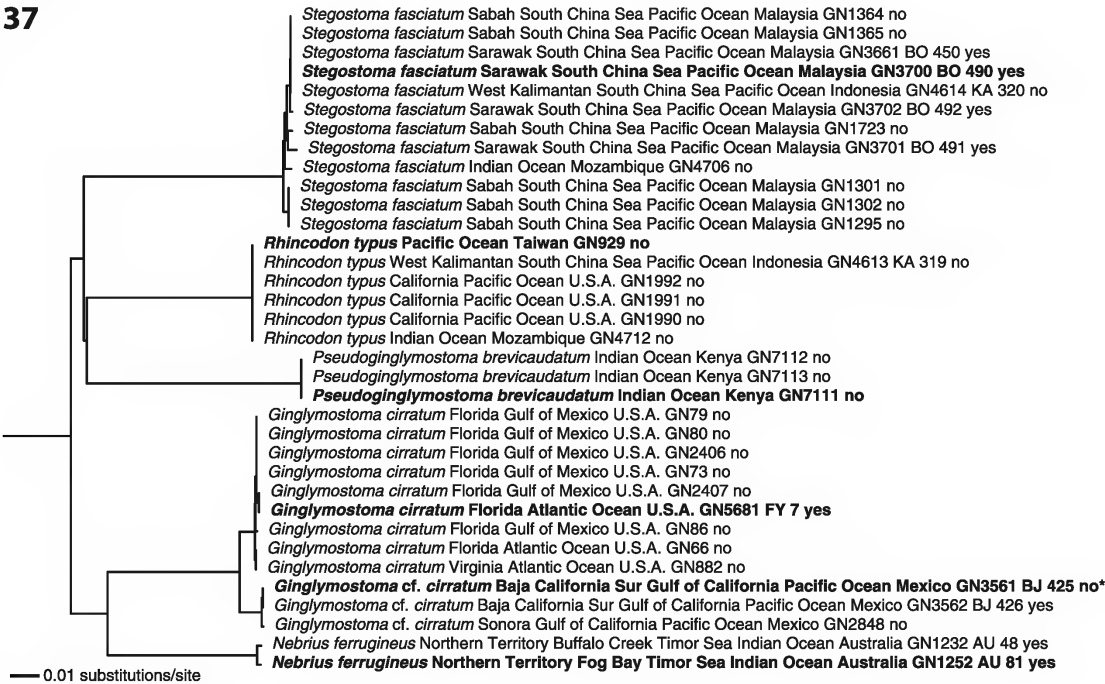 37
Stegostoma fasciatum Sabah South China Sea Pacific Ocean Malaysia GN1364 no
Stegostoma fasciatum Sabah South China Sea Pacific Ocean Malaysia GN1365 no
Stegostoma fasciatum Sarawak South China Sea Pacific Ocean Malaysia GN3661 BO 450 yes
Stegostoma fasciatum Sarawak South China Sea Pacific Ocean Malaysia GN3700 BO 490 yes
Stegostoma fasciatum West Kalimantan South China Sea Pacific Ocean Indonesia GN4614 KA 320 no
Stegostoma fasciatum Sarawak South China Sea Pacific Ocean Malaysia GN3702 BO 492 yes
Stegostoma fasciatum Sabah South China Sea Pacific Ocean Malaysia GN1723 no
Stegostoma fasciatum Sarawak South China Sea Pacific Ocean Malaysia GN3701 BO 491 yes
Stegostoma fasciatum Indian Ocean Mozambique GN4706 no
Stegostoma fasciatum Sabah South China Sea Pacific Ocean Malaysia GN1301 no
Stegostoma fasciatum Sabah South China Sea Pacific Ocean Malaysia GN1302 no
Stegostoma fasciatum Sabah South China Sea Pacific Ocean Malaysia GN1295 no
Rhincodon typus Pacific Ocean Taiwan GN929 no
Rhincodon typus West Kalimantan South China Sea Pacific Ocean Indonesia GN4613 KA 319 no
Rhincodon typus California Pacific Ocean U.S.A. GN1992 no
Rhincodon typus California Pacific Ocean U.S.A. GN1991 no
Rhincodon typus California Pacific Ocean U.S.A. GN1990 no
Rhincodon typus Indian Ocean Mozambique GN4712 no
Pseudoginglymostoma brevicaudatum Indian Ocean Kenya GN7112 no
Pseudoginglymostoma brevicaudatum Indian Ocean Kenya GN7113 no
Pseudoginglymostoma brevicaudatum Indian Ocean Kenya GN7111 no
Ginglymostoma cirratum Florida Gulf of Mexico U.S.A. GN79 no
Ginglymostoma cirratum Florida Gulf of Mexico U.S.A. GN80 no
Ginglymostoma cirratum Florida Gulf of Mexico U.S.A. GN2406 no
Ginglymostoma cirratum Florida Gulf of Mexico U.S.A. GN73 no
Ginglymostoma cirratum Florida Gulf of Mexico U.S.A. GN2407 no
Ginglymostoma cirratum Florida Atlantic Ocean U.S.A. GN5681 FY 7 yes
Ginglymostoma cirratum Florida Gulf of Mexico U.S.A. GN86 no
Ginglymostoma cirratum Florida Atlantic Ocean U.S.A. GN66 no
Ginglymostoma cirratum Virginia Atlantic Ocean U.S.A. GN882 no
Ginglymostoma cf. cirratum Baja California Sur Gulf of California Pacific Ocean Mexico GN3561 BJ 425 no*
Ginglymostoma cf. cirratum Baja California Sur Gulf of California Pacific Ocean Mexico GN3562 BJ 426 yes
Ginglymostoma cf. cirratum Sonora Gulf of California Pacific Ocean Mexico GN2848 no
Nebrius ferrugineus Northern Territory Buffalo Creek Timor Sea Indian Ocean Australia GN1232 AU 48 yes
Nebrius ferrugineus Northern Territory Fog Bay Timor Sea Indian Ocean Australia GN1252 AU 81 yes
0.01 substitutions/site